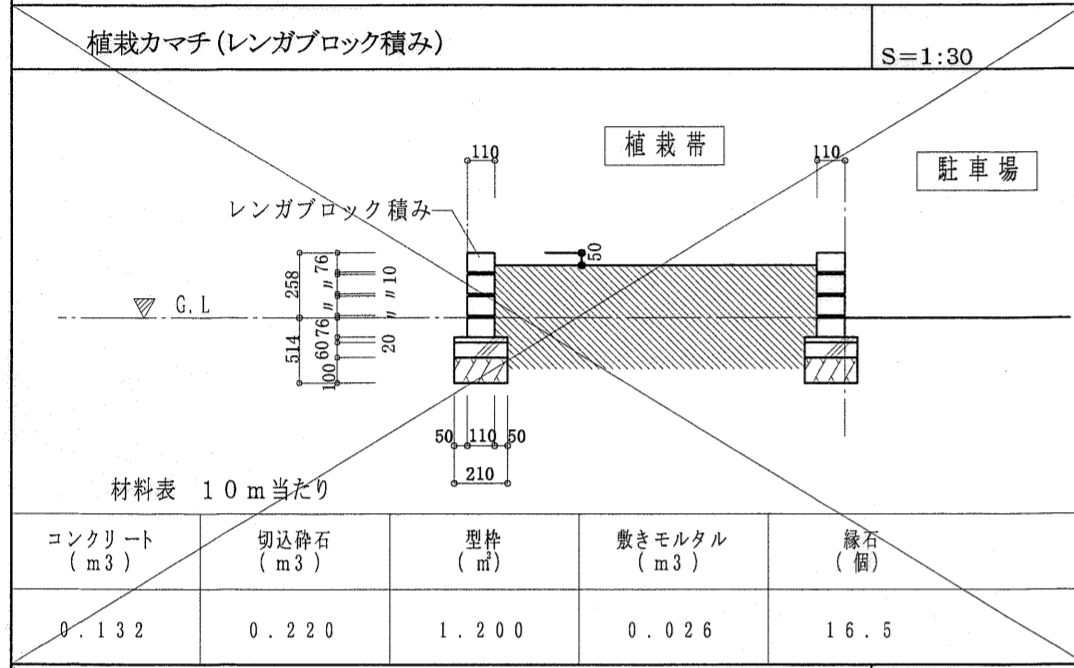 植栽カマチ(レンガブロック積み)
S=1:30
植栽帯
110
110
駐車場
レンガブロック積み
50
258
76
10
〃
〃
〃
G.L
514
76
60
100
20
50 110 50
210
材料表 10m当たり
コンクリート
(m3)
切込砕石
(m3)
型枠
(㎡)
敷きモルタル
(m3)
縁石
(個)
0.132
0.220
1.200
0.026
16.5